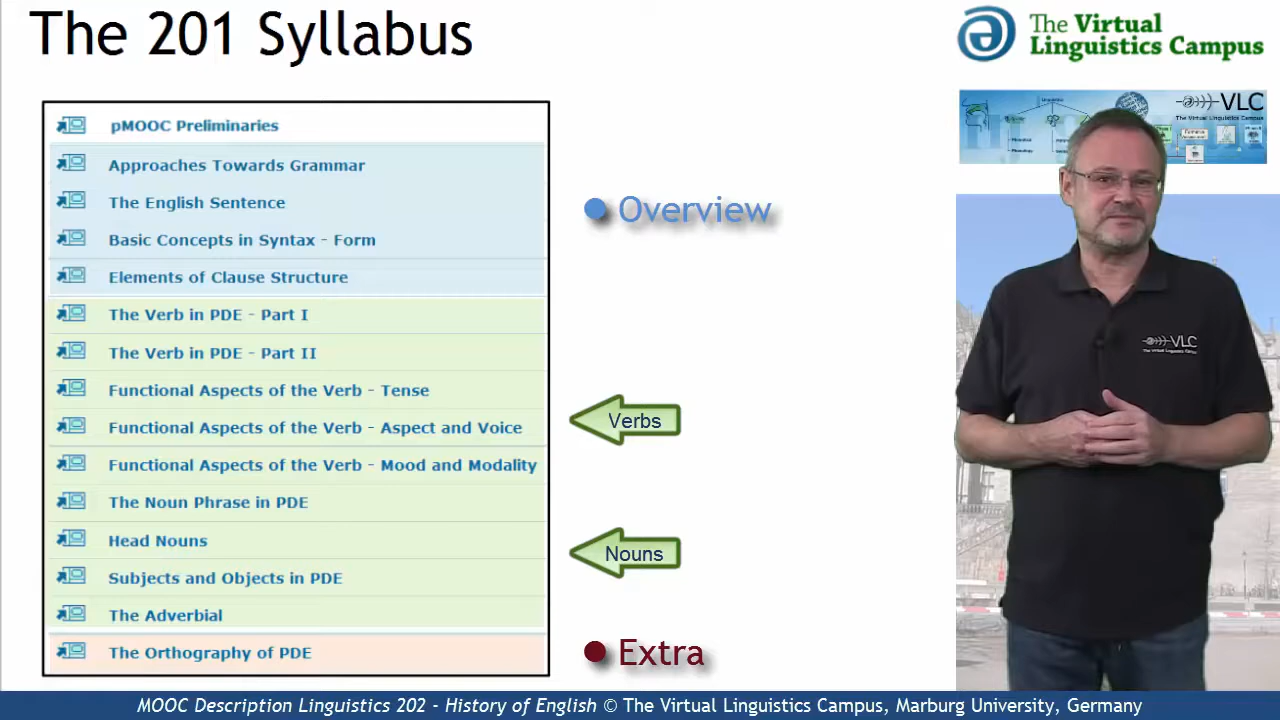 The 201 Syllabus
The Virtual
Linguistics Campus
VLC
The Virtual Linguistics Campus
pMOOC Preliminaries
Approaches Towards Grammar
The English Sentence
Basic Concepts in Syntax - Form
Elements of Clause Structure
The Verb in PDE - Part I
The Verb in PDE - Part II
Functional Aspects of the Verb - Tense
Functional Aspects of the Verb - Aspect and Voice
Functional Aspects of the Verb - Mood and Modality
The Noun Phrase in PDE
Head Nouns
Subjects and Objects in PDE
The Adverbial
The Orthography of PDE
Overview
Verbs
Nouns
Extra
VLC
The Virtual Linguistics Campus
MOOC Description Linguistics 202 - History of English © The Virtual Linguistics Campus, Marburg University, Germany